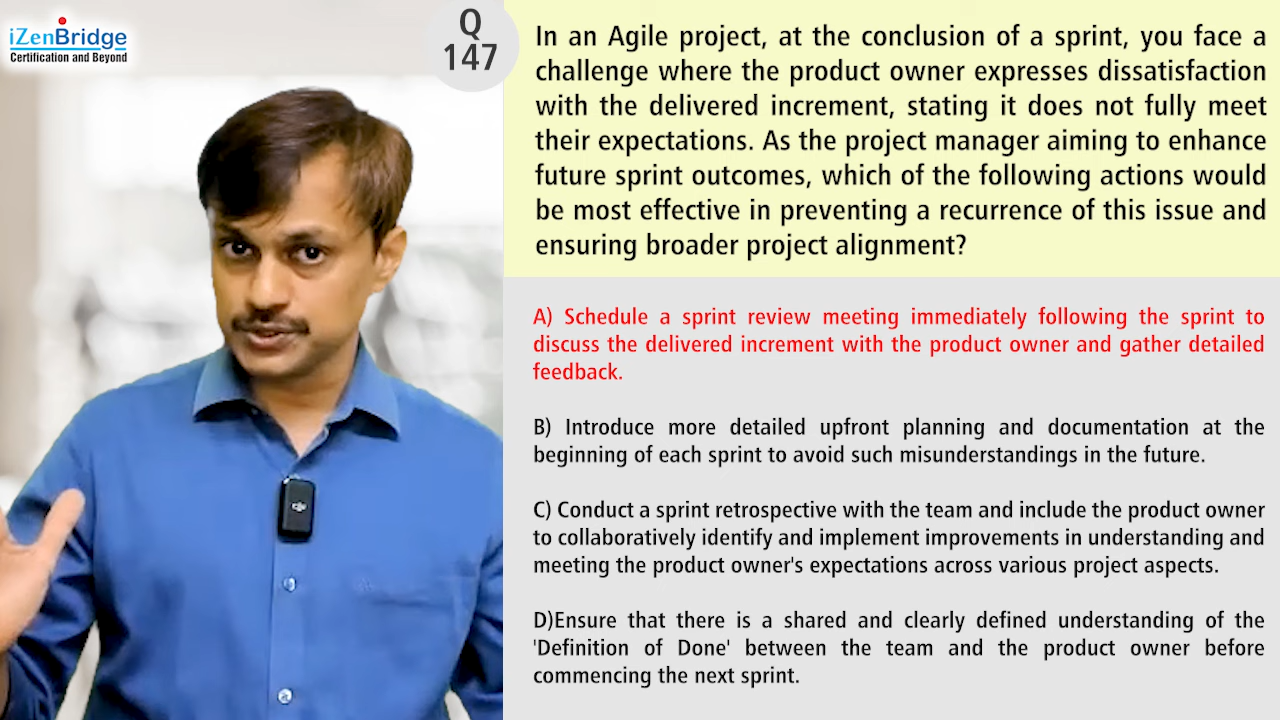 iZenBridge
Certification and Beyond
Q
147
In an Agile project, at the conclusion of a sprint, you face a
challenge where the product owner expresses dissatisfaction
with the delivered increment, stating it does not fully meet
their expectations. As the project manager aiming to enhance
future sprint outcomes, which of the following actions would
be most effective in preventing a recurrence of this issue and
ensuring broader project alignment?
A) Schedule a sprint review meeting immediately following the sprint to
discuss the delivered increment with the product owner and gather detailed
feedback.
B) Introduce more detailed upfront planning and documentation at the
beginning of each sprint to avoid such misunderstandings in the future.
C) Conduct a sprint retrospective with the team and include the product owner
to collaboratively identify and implement improvements in understanding and
meeting the product owner's expectations across various project aspects.
D)Ensure that there is a shared and clearly defined understanding of the
'Definition of Done' between the team and the product owner before
commencing the next sprint.